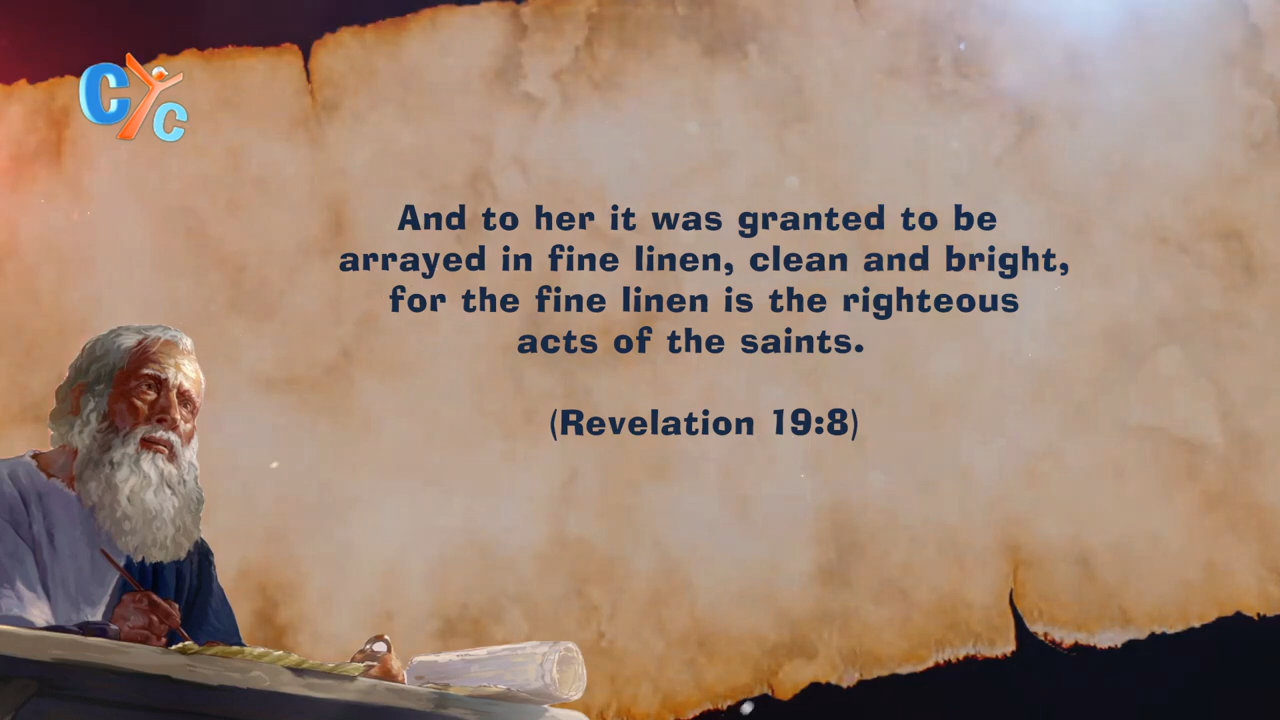 CYC
And to her it was granted to be
arrayed in fine linen, clean and bright,
for the fine linen is the righteous
acts of the saints.
(Revelation 19:8)